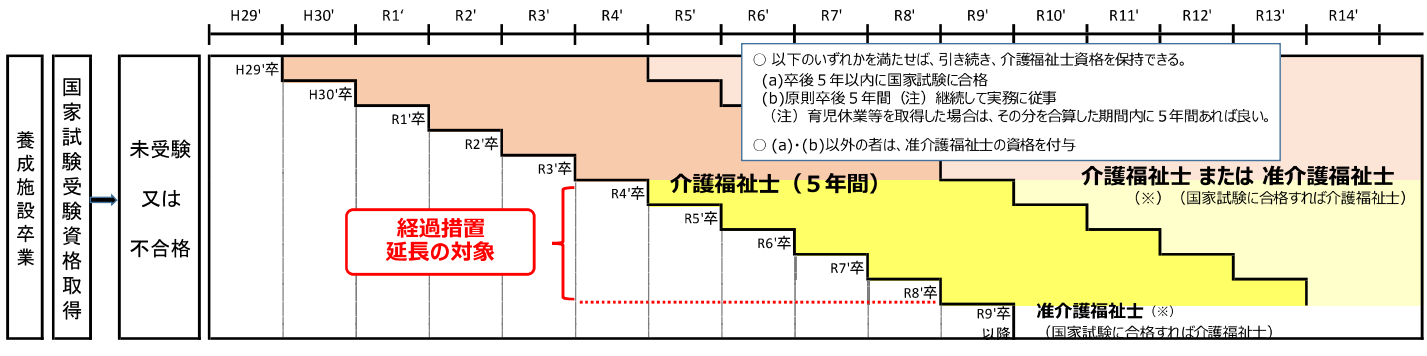 H29' H30' R1‘ R2' R3' R4' R5' R6' R7' R8' R9' R10' R11' R12' R13' R14'
養成施設卒業
国家試験受験資格取得
未受験
又は
不合格
H29'卒
H30'卒
R1'卒
R2'卒
R3'卒
R4'卒
R5'卒
R6'卒
R7'卒
R8'卒
R9'卒
以降
経過措置
延長の対象
○ 以下のいずれかを満たせば、引き続き、介護福祉士資格を保持できる。
(a)卒後5年以内に国家試験に合格
(b)原則卒後5年間（注）継続して実務に従事
（注）育児休業等を取得した場合は、その分を合算した期間内に5年間あれば良い。
○ (a)・(b)以外の者は、准介護福祉士の資格を付与
介護福祉士（５年間）
介護福祉士 または 准介護福祉士
（※）（国家試験に合格すれば介護福祉士）
准介護福祉士（※）
（国家試験に合格すれば介護福祉士）